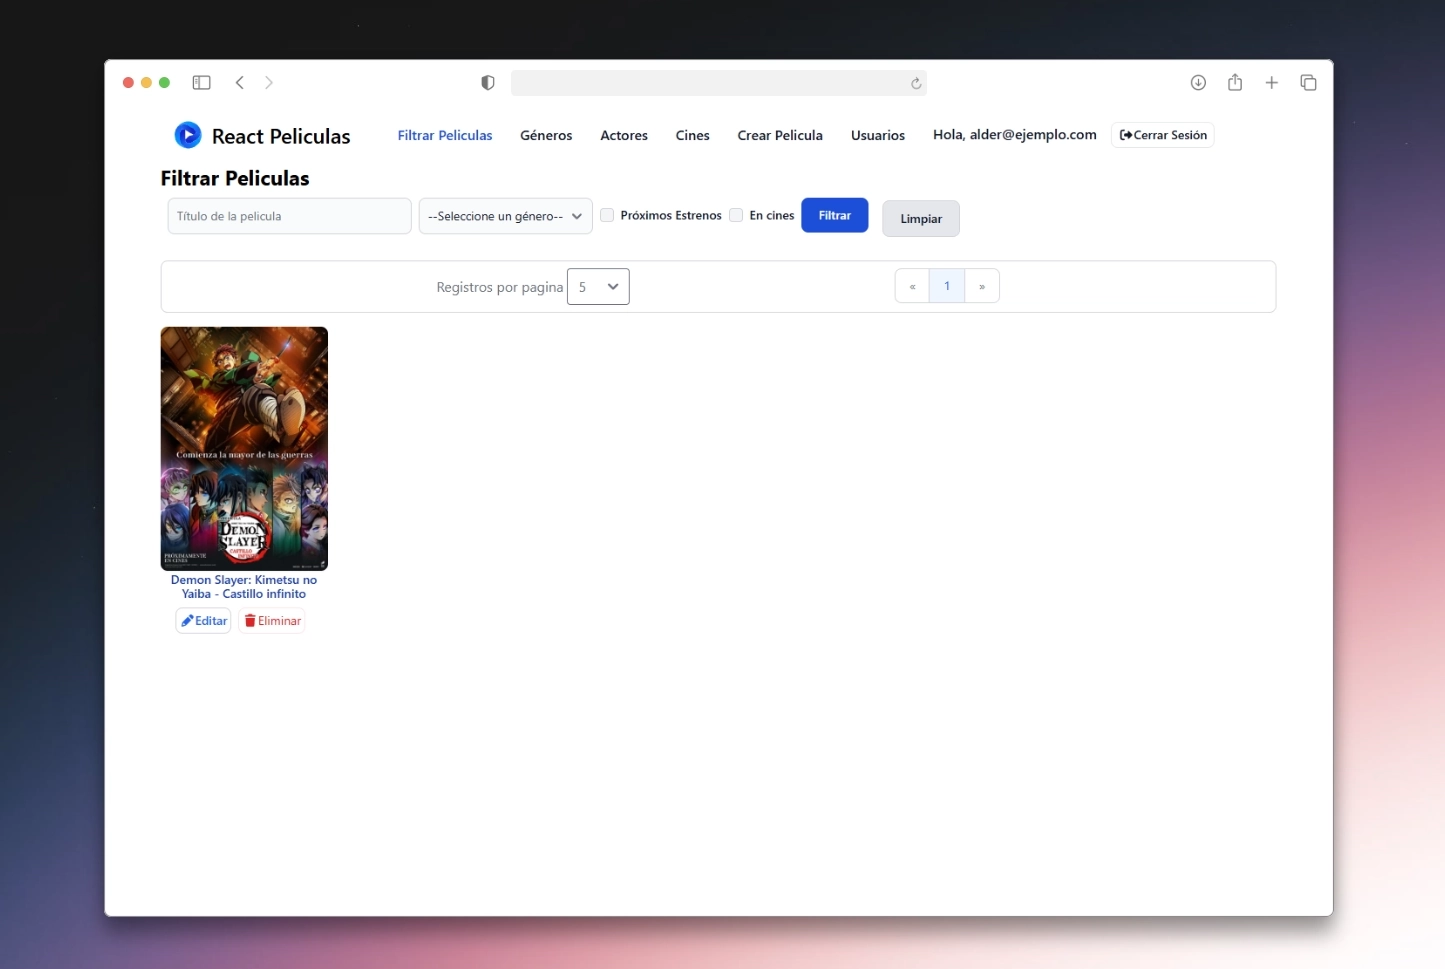 React Peliculas
Filtrar Peliculas
Géneros
Actores
Cines
Crear Pelicula
Usuarios
Hola, alder@ejemplo.com
Cerrar Sesión
Filtrar Peliculas
Título de la pelicula
--Seleccione un género--
Próximos Estrenos
En cines
Filtrar
Limpiar
Registros por pagina
5
«
1
»
Comienza la mayor de las guerras
DEMON
SLAYER
CASTILLO
INFINITO
PRÓXIMAMENTE
EN CINES
Demon Slayer: Kimetsu no
Yaiba - Castillo infinito
Editar
Eliminar